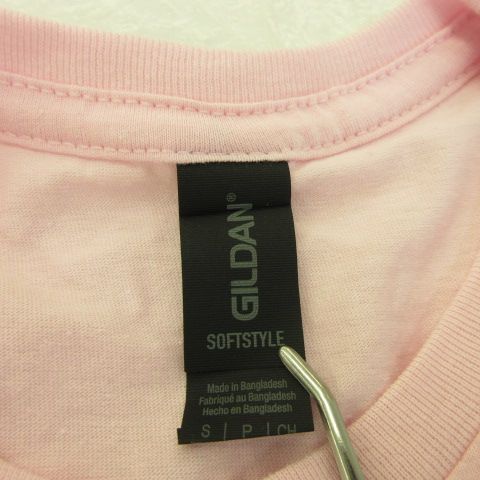 GILDAN®
SOFTSTYLE
Made in Bangladesh
Fabriqué au Bangladesh
Hecho en Bangladesh
S / P / CH